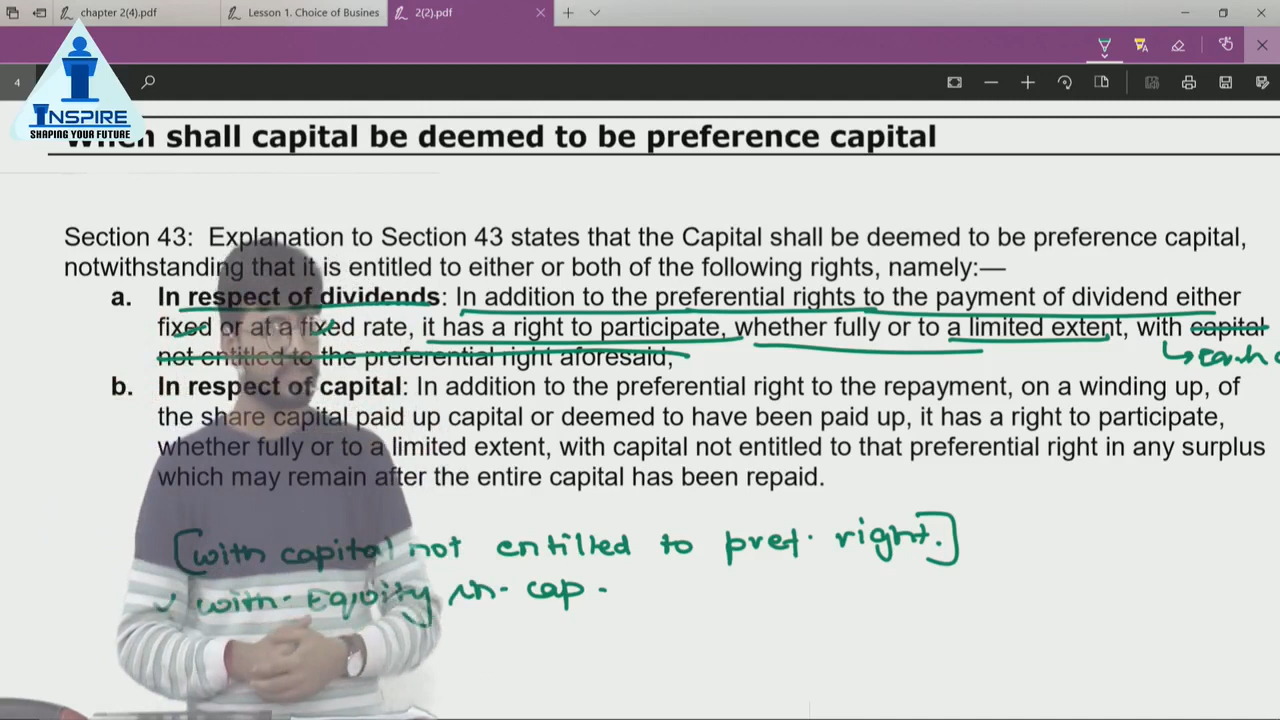 chapter 2(4).pdf
Lesson 1. Choice of Busines
2(2).pdf
4
INSPIRE
SHAPING YOUR FUTURE
When shall capital be deemed to be preference capital
Section 43: Explanation to Section 43 states that the Capital shall be deemed to be preference capital,
notwithstanding that it is entitled to either or both of the following rights, namely:—
a. In respect of dividends: In addition to the preferential rights to the payment of dividend either
fixed or at a fixed rate, it has a right to participate, whether fully or to a limited extent, with capital
not entitled to the preferential right aforesaid;
b. In respect of capital: In addition to the preferential right to the repayment, on a winding up, of
the share capital paid up capital or deemed to have been paid up, it has a right to participate,
whether fully or to a limited extent, with capital not entitled to that preferential right in any surplus
which may remain after the entire capital has been repaid.
[with capital not entilled to pref. right.]
with Equity sh. cap.